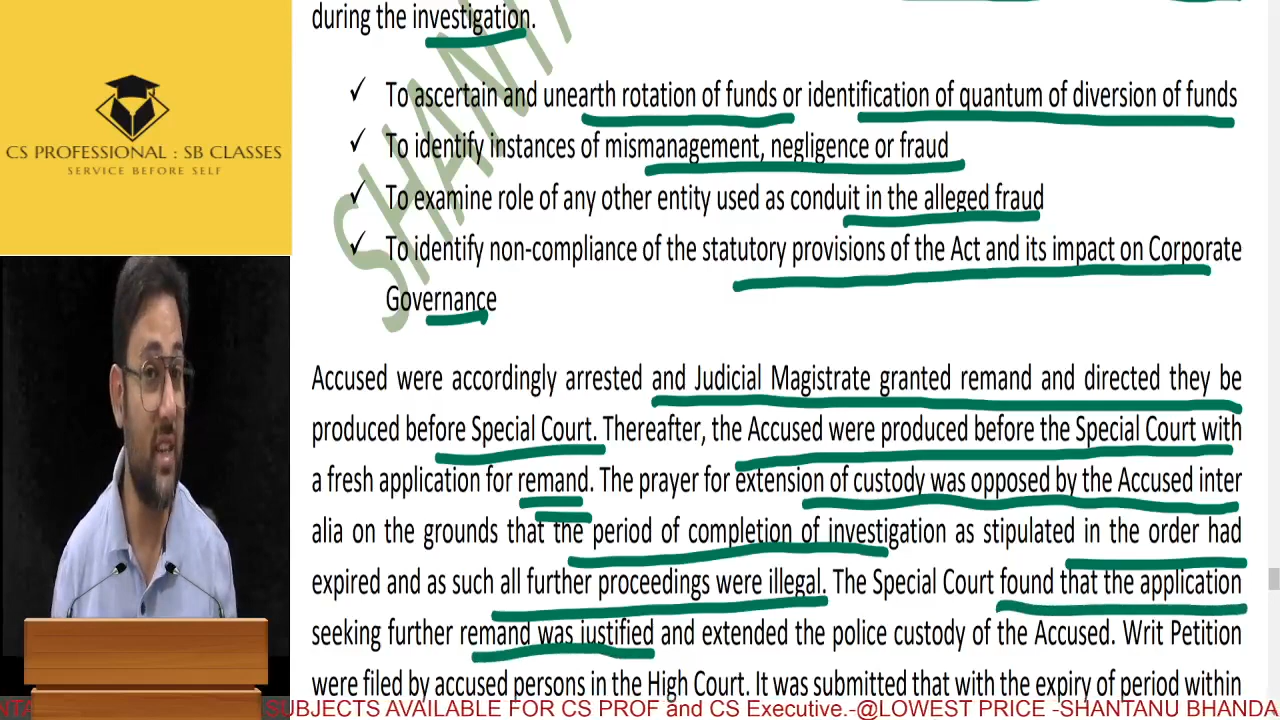 during the investigation.
✓ To ascertain and unearth rotation of funds or identification of quantum of diversion of funds
✓ To identify instances of mismanagement, negligence or fraud
✓ To examine role of any other entity used as conduit in the alleged fraud
✓ To identify non-compliance of the statutory provisions of the Act and its impact on Corporate
Governance
CS PROFESSIONAL : SB CLASSES
SERVICE BEFORE SELF
Accused were accordingly arrested and Judicial Magistrate granted remand and directed they be
produced before Special Court. Thereafter, the Accused were produced before the Special Court with
a fresh application for remand. The prayer for extension of custody was opposed by the Accused inter
alia on the grounds that the period of completion of investigation as stipulated in the order had
expired and as such all further proceedings were illegal. The Special Court found that the application
seeking further remand was justified and extended the police custody of the Accused. Writ Petition
were filed by accused persons in the High Court. It was submitted that with the expiry of period within
SUBJECTS AVAILABLE FOR CS PROF and CS Executive.-@LOWEST PRICE -SHANTANU BHANDA